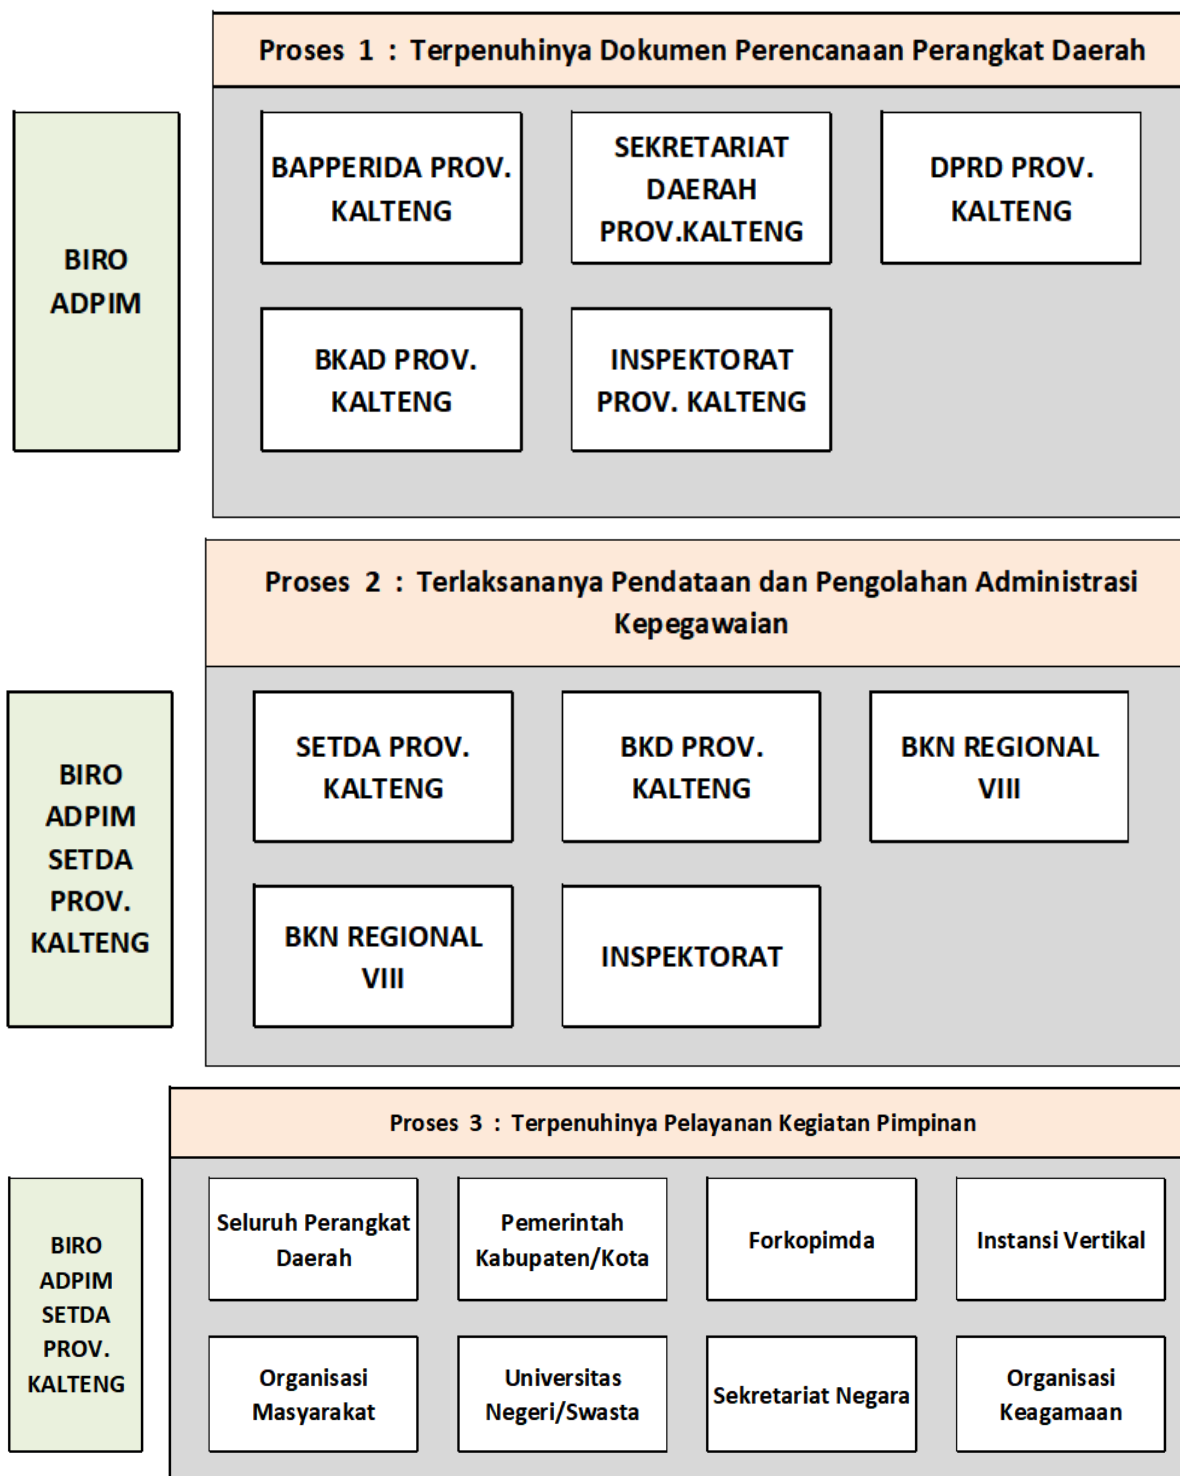 Proses 1 : Terpenuhinya Dokumen Perencanaan Perangkat Daerah
BIRO
ADPIM
BAPPERIDA PROV.
KALTENG
SEKRETARIAT
DAERAH
PROV.KALTENG
DPRD PROV.
KALTENG
BKAD PROV.
KALTENG
INSPEKTORAT
PROV. KALTENG
Proses 2 : Terlaksananya Pendataan dan Pengolahan Administrasi
Kepegawaian
BIRO
ADPIM
SETDA
PROV.
KALTENG
SETDA PROV.
KALTENG
BKD PROV.
KALTENG
BKN REGIONAL
VIII
BKN REGIONAL
VIII
INSPEKTORAT
Proses 3 : Terpenuhinya Pelayanan Kegiatan Pimpinan
BIRO
ADPIM
SETDA
PROV.
KALTENG
Seluruh Perangkat
Daerah
Pemerintah
Kabupaten/Kota
Forkopimda
Instansi Vertikal
Organisasi
Masyarakat
Universitas
Negeri/Swasta
Sekretariat Negara
Organisasi
Keagamaan